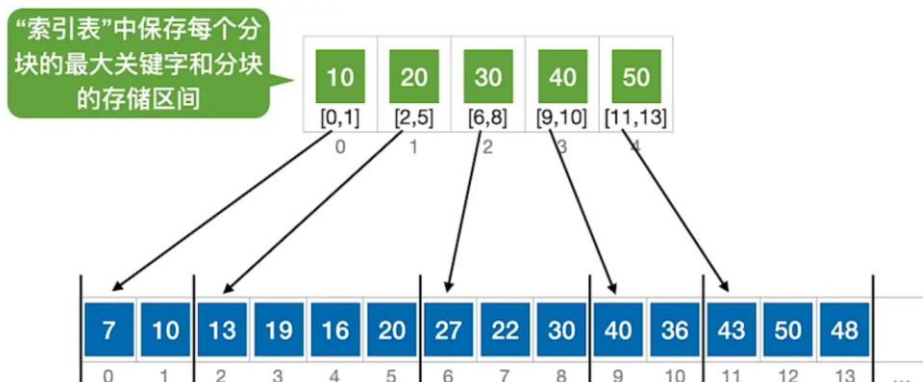 “索引表”中保存每个分
块的最大关键字和分块
的存储区间
10 20 30 40 50
[0,1] [2,5] [6,8] [9,10] [11,13]
0 1 2 3 4
7 10 13 19 16 20 27 22 30 40 36 43 50 48
0 1 2 3 4 5 6 7 8 9 10 11 12 13 ...